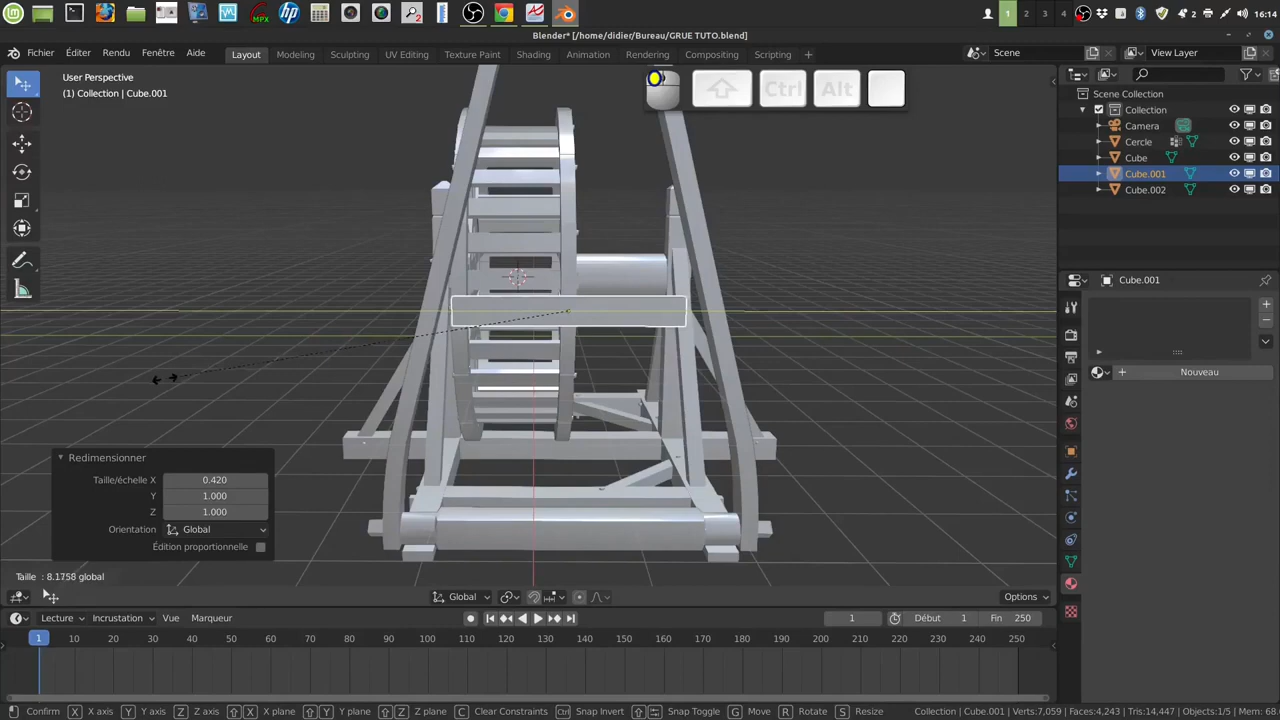 MPX
1
2
3
4
16:14
Blender* [/home/didier/Bureau/GRUE TUTO.blend]
Fichier Éditer Rendu Fenêtre Aide
Layout Modeling Sculpting UV Editing Texture Paint Shading Animation Rendering Compositing Scripting +
Scene
View Layer
User Perspective
(1) Collection | Cube.001
Ctrl
Alt
Scene Collection
Collection
Camera
Cercle
Cube
Cube.001
Cube.002
Cube.001
Nouveau
Redimensionner
Taille/échelle X 0.420
Y 1.000
Z 1.000
Orientation Global
Édition proportionnelle
Taille : 8.1758 global
Global
Options
Lecture Incrustation Vue Marqueur
1
Début 1
Fin 250
1 10 20 30 40 50 60 70 80 90 100 110 120 130 140 150 160 170 180 190 200 210 220 230 240 250
Confirm X X axis Y Y axis Z Z axis X X plane Y Y plane Z Z plane C Clear Constraints Snap Invert Snap Toggle G Move R Rotate S Resize
Collection | Cube.001 | Verts:7,059 | Faces:4,243 | Tris:14,447 | Objects:1/5 | Mem: 68